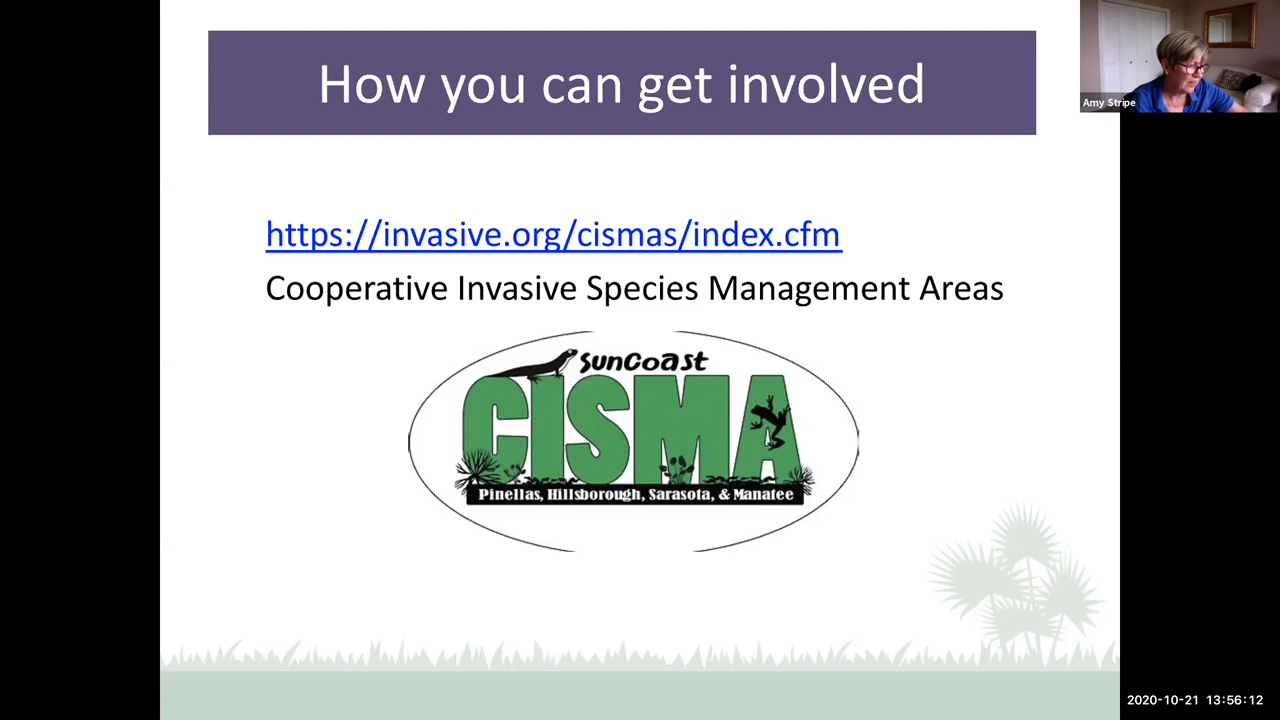 How you can get involved
Amy Stripe
https://invasive.org/cismas/index.cfm
Cooperative Invasive Species Management Areas
SunCoast
CISMA
Pinellas, Hillsborough, Sarasota, & Manatee
2020-10-21 13:56:12